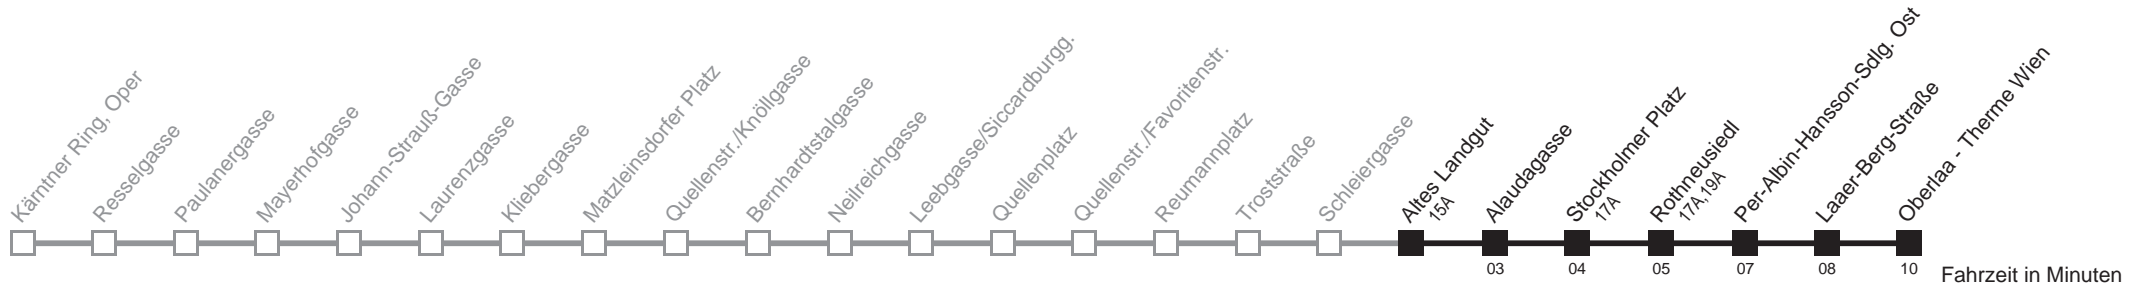 Kärntner Ring, Oper
Resselgasse
Paulanergasse
Mayerhofgasse
Johann-Strauß-Gasse
Laurenzgasse
Kliebergasse
Matzleinsdorfer Platz
Quellenstr./Knöllgasse
Bernhardtstalgasse
Neilreichgasse
Leebgasse/Siccardburgg.
Quellenplatz
Quellenstr./Favoritenstr.
Reumannplatz
Troststraße
Schleiergasse
Altes Landgut
15A
Alaudagasse
Stockholmer Platz
17A
Rothneusiedl
17A, 19A
Per-Albin-Hansson-Sdlg. Ost
Laaer-Berg-Straße
Oberlaa - Therme Wien
03 04 05 07 08 10
Fahrzeit in Minuten